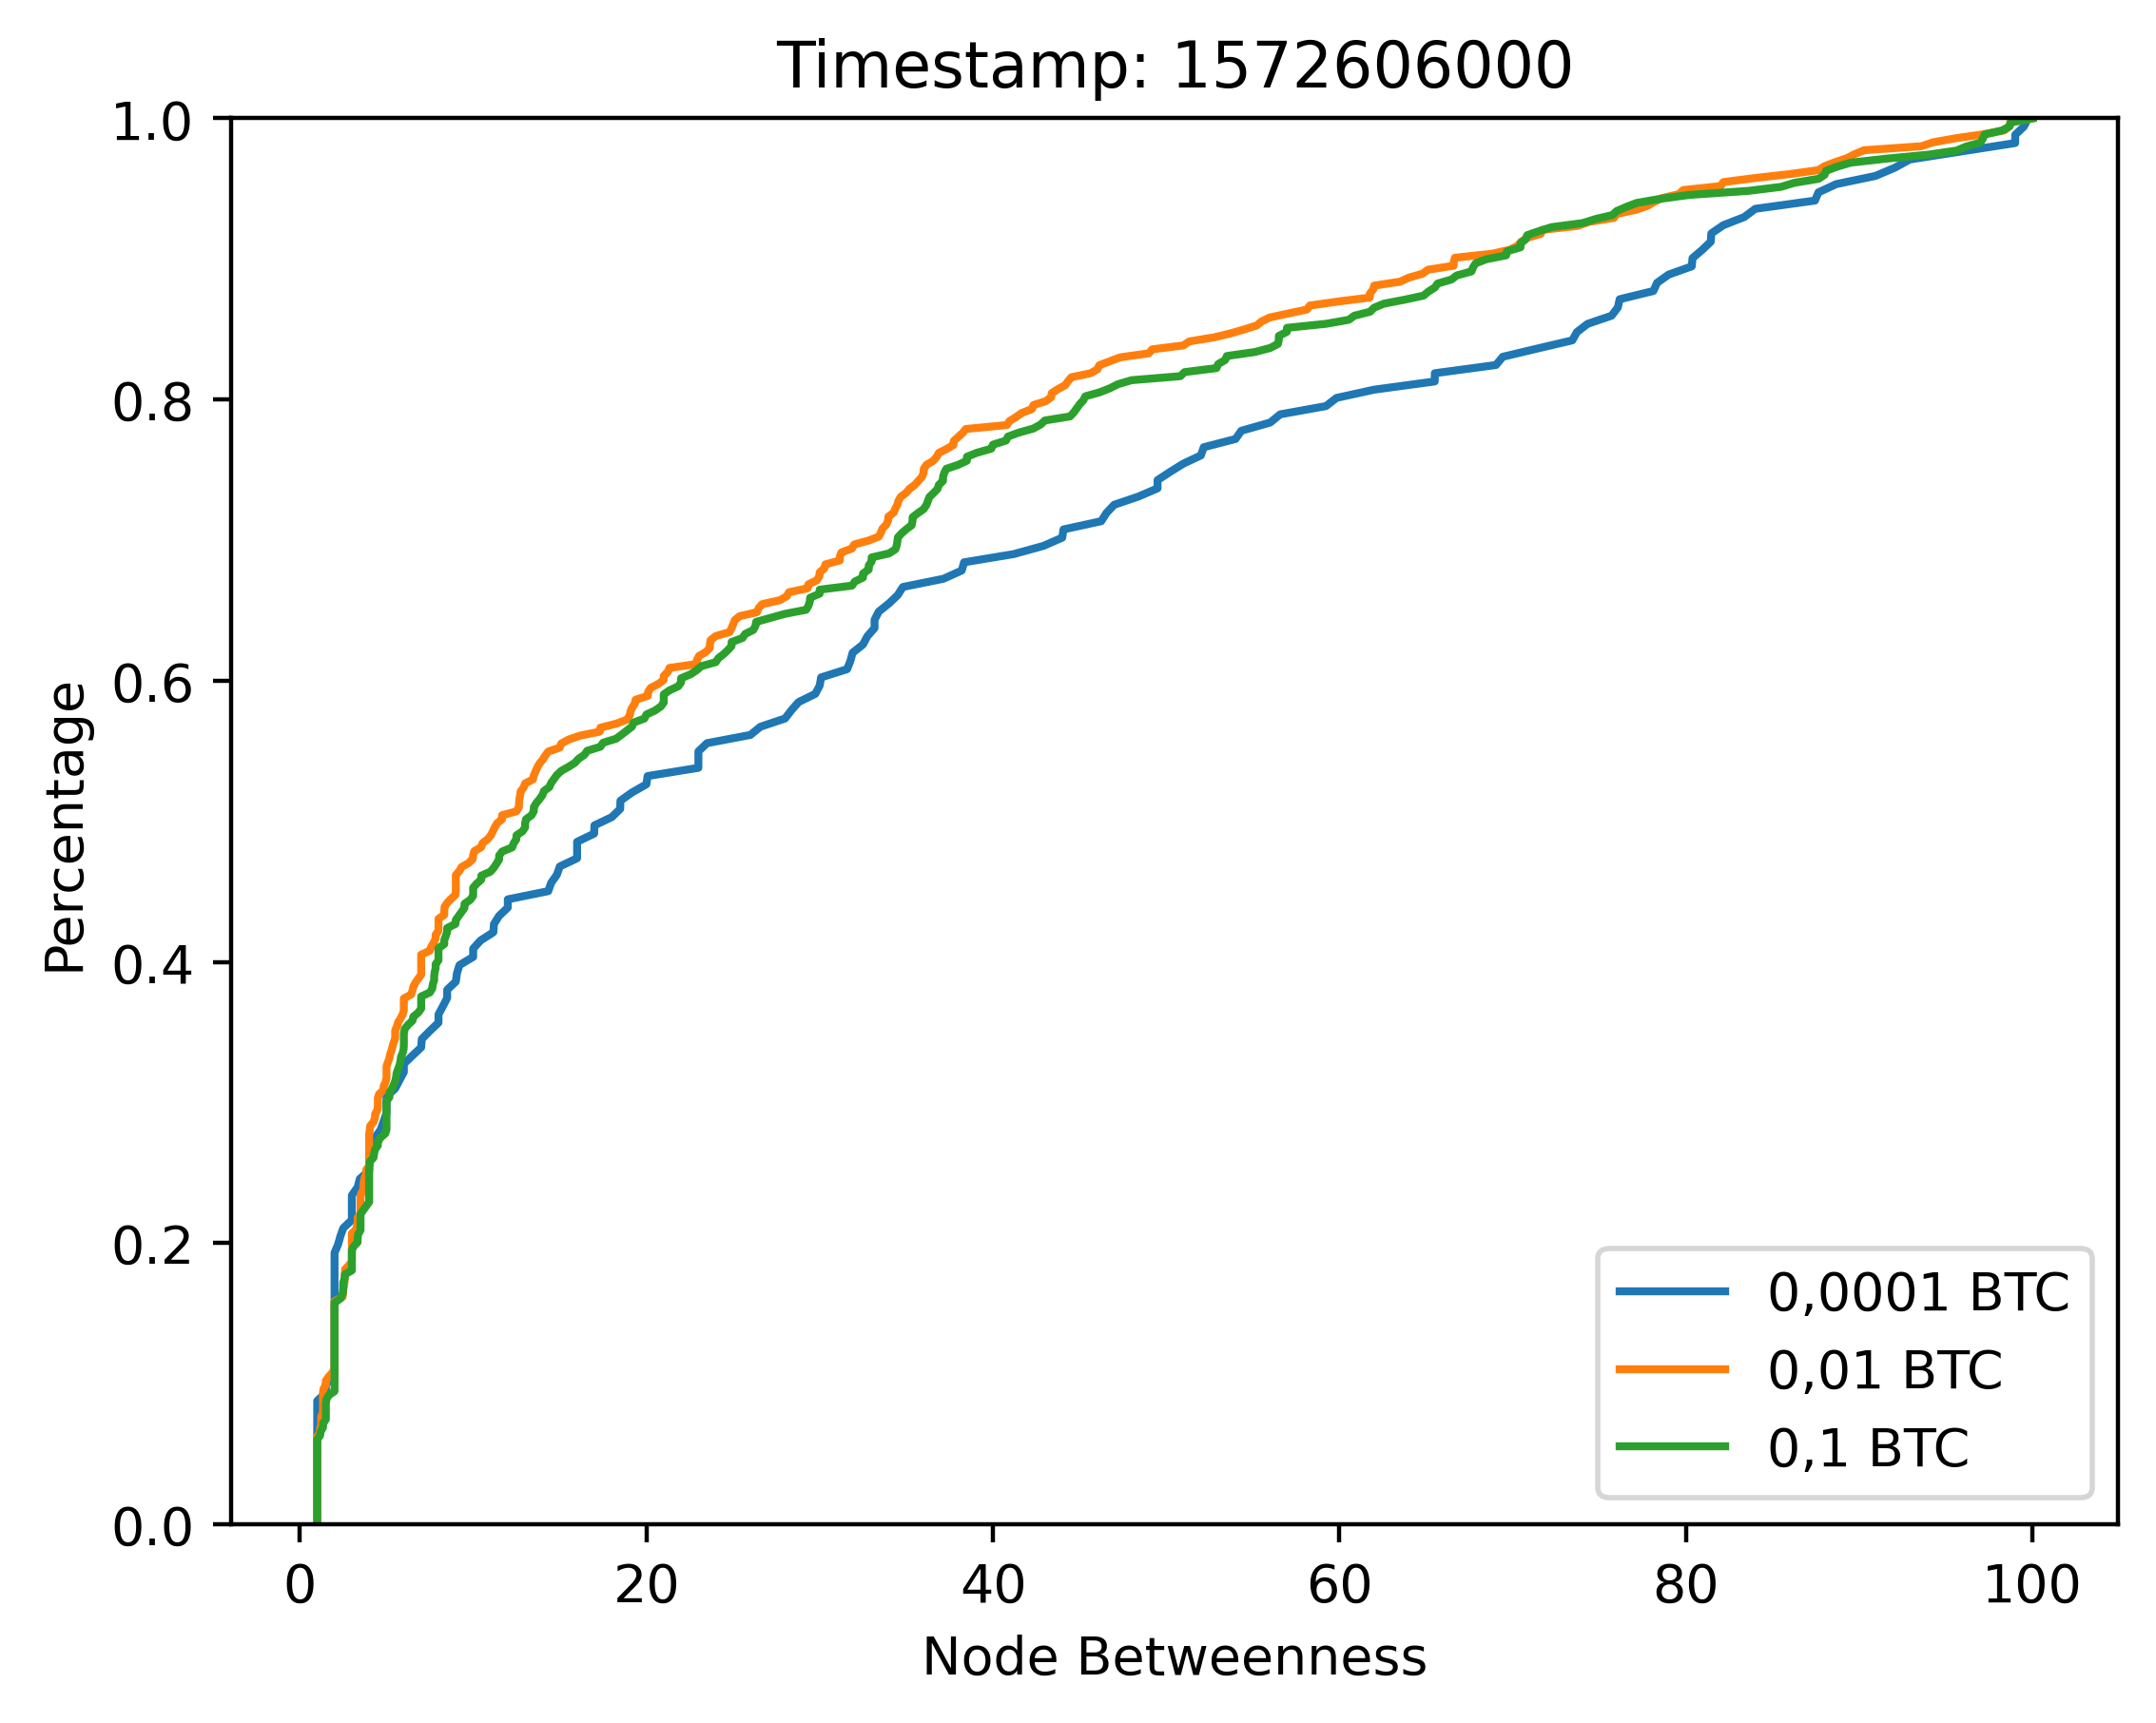 Timestamp: 1572606000
1.0
0.8
0.6
0.4
0.2
0.0
Percentage
0 20 40 60 80 100
Node Betweenness
0,0001 BTC
0,01 BTC
0,1 BTC